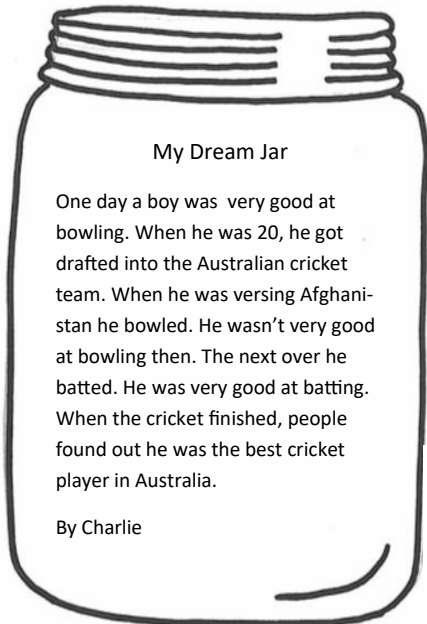 My Dream Jar
One day a boy was very good at
bowling. When he was 20, he got
drafted into the Australian cricket
team. When he was versing Afghani-
stan he bowled. He wasn’t very good
at bowling then. The next over he
batted. He was very good at batting.
When the cricket finished, people
found out he was the best cricket
player in Australia.
By Charlie